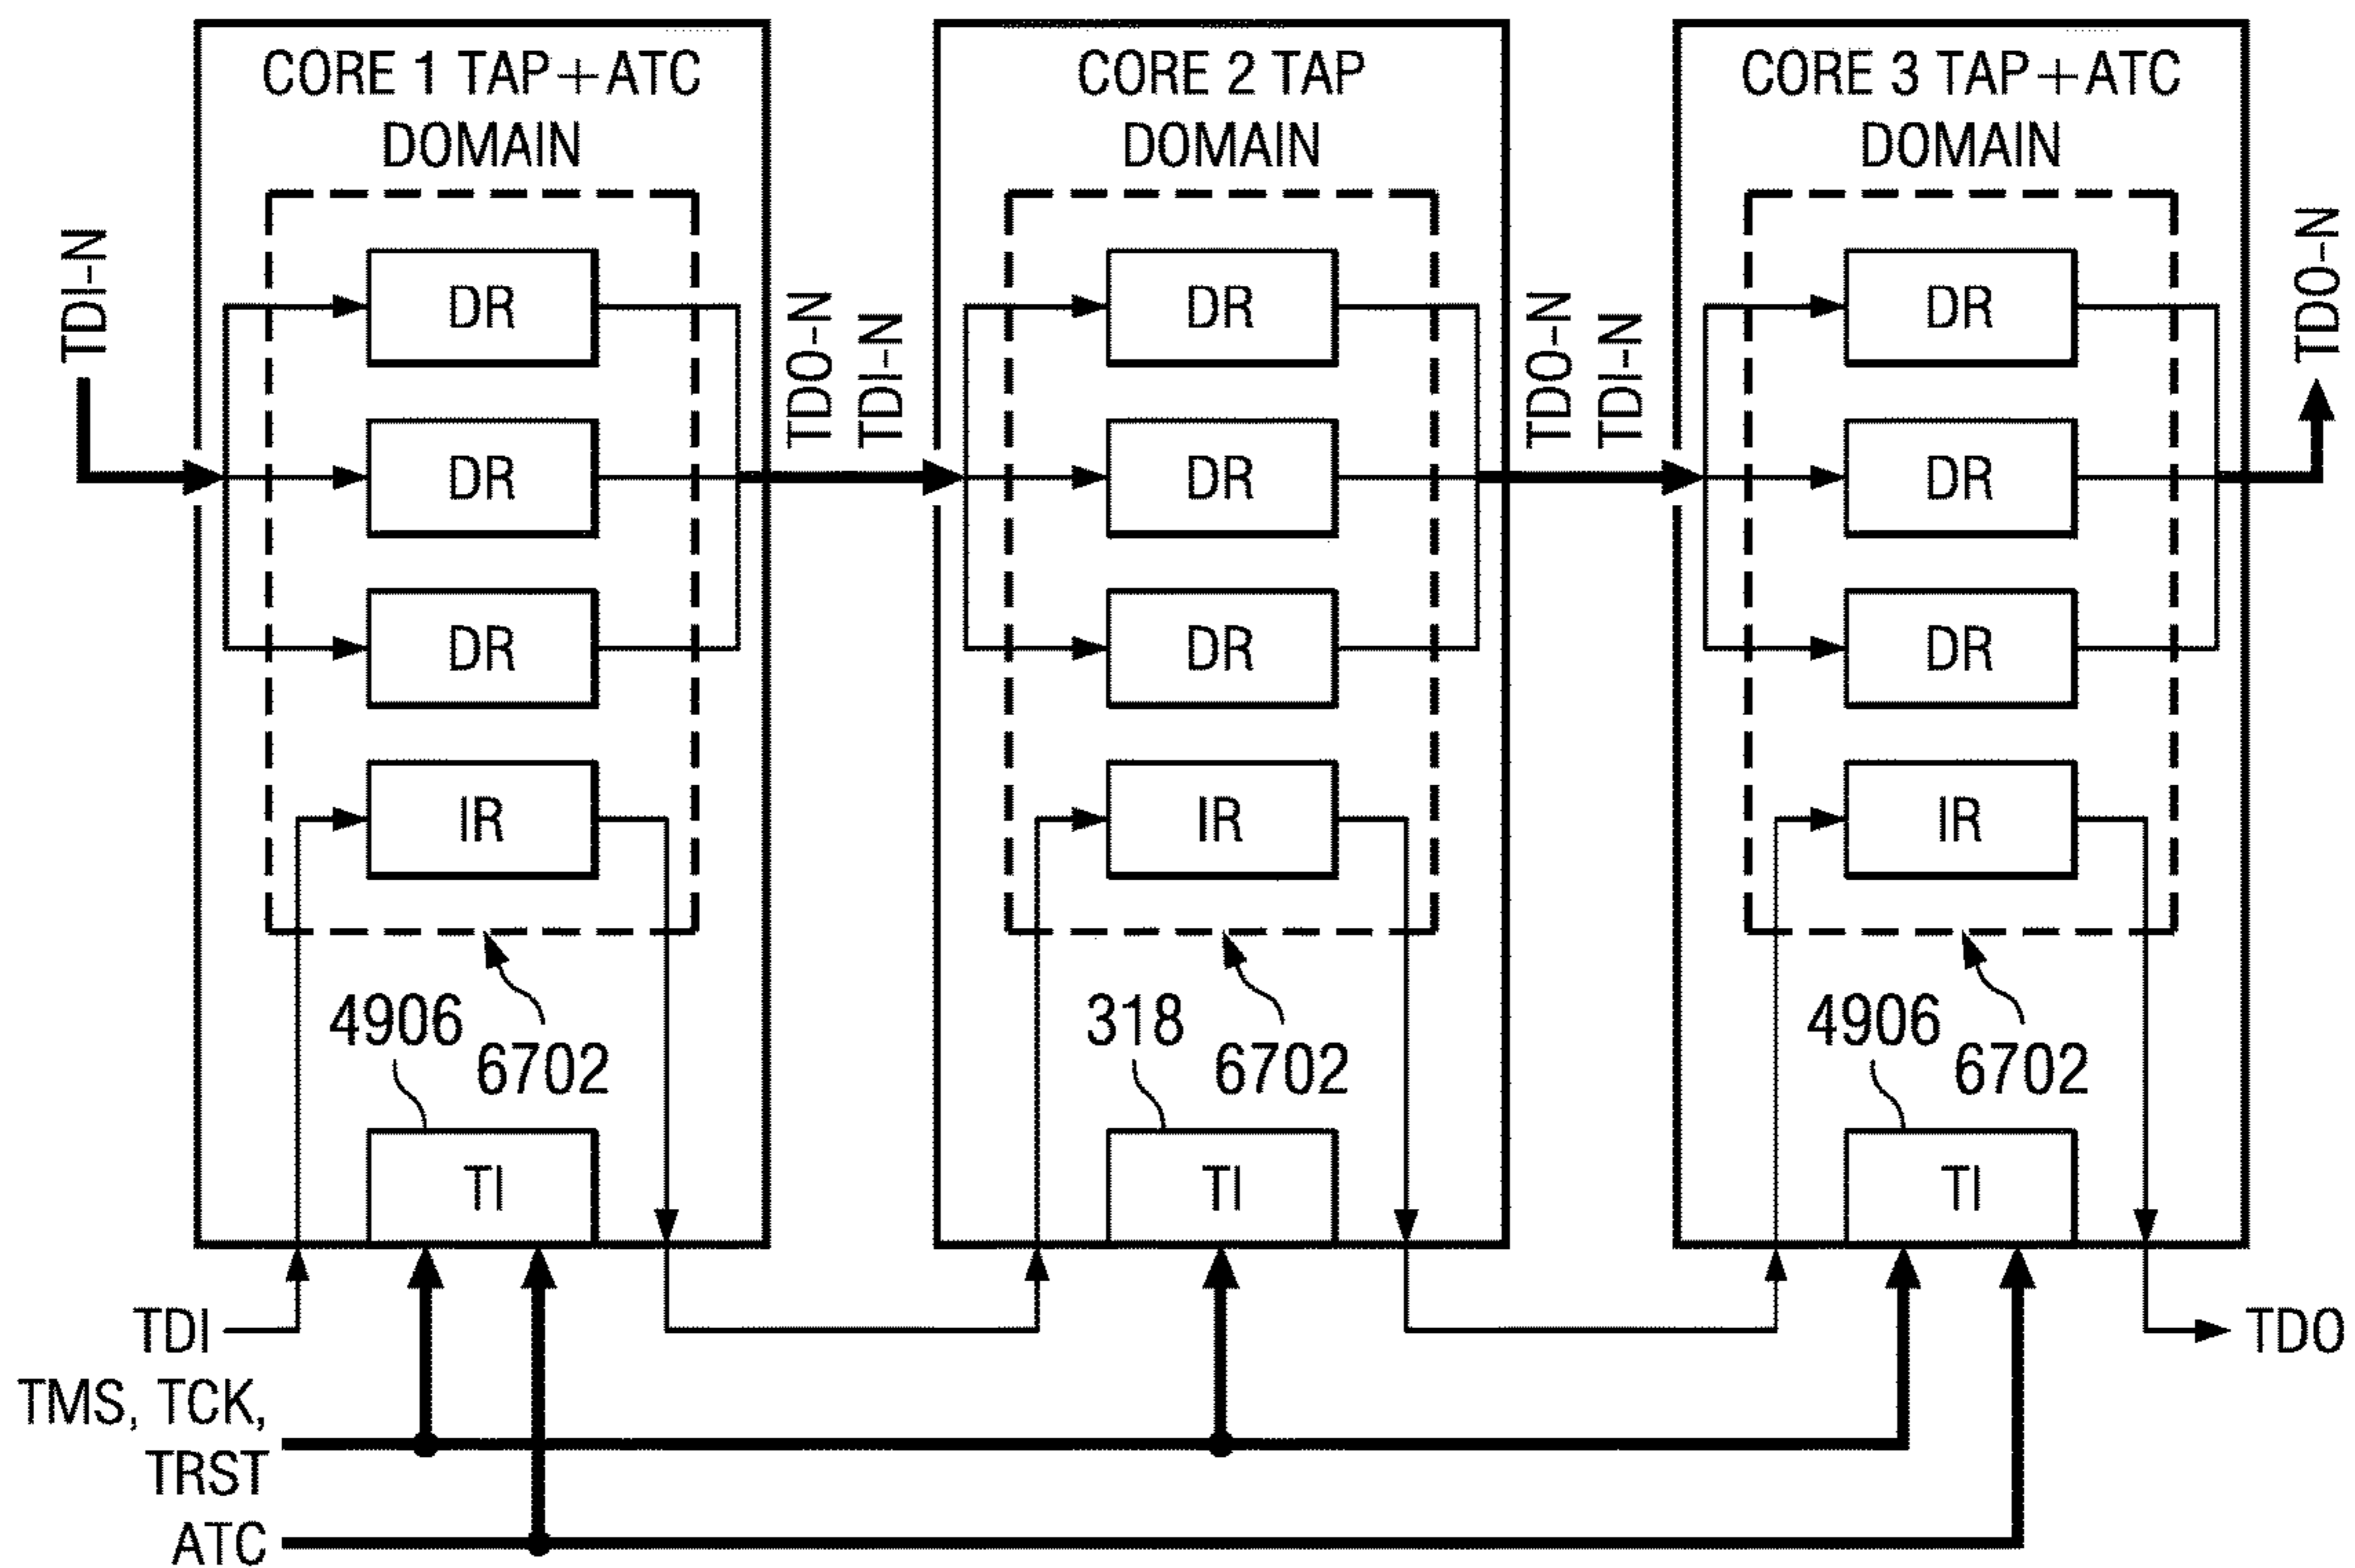 CORE 1 TAP+ATC
DOMAIN
CORE 2 TAP
DOMAIN
CORE 3 TAP+ATC
DOMAIN
TDI-N
DR
DR
DR
IR
TDO-N
TDI-N
DR
DR
DR
IR
TDO-N
TDI-N
DR
DR
DR
IR
TDO-N
4906
6702
TI
318
6702
TI
4906
6702
TI
TDI
TDO
TMS, TCK,
TRST
ATC